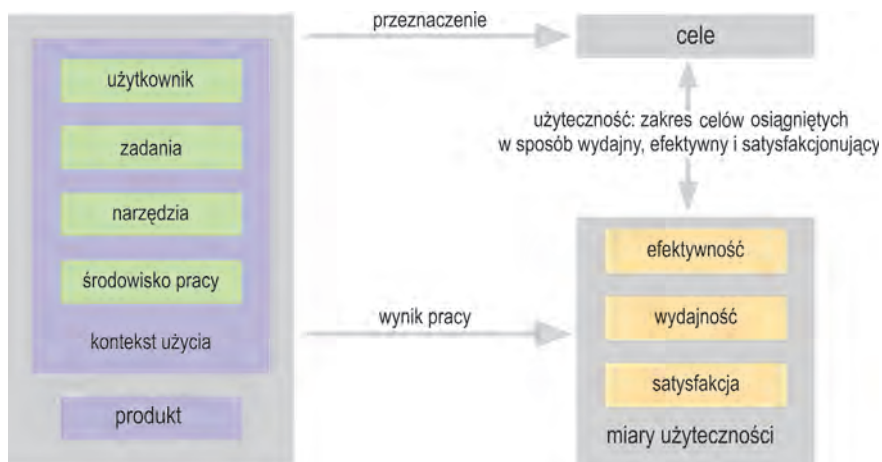 użytkownik
zadania
narzędzia
środowisko pracy
kontekst użycia
produkt
przeznaczenie
wynik pracy
cele
użyteczność: zakres celów osiągniętych
w sposób wydajny, efektywny i satysfakcjonujący
efektywność
wydajność
satysfakcja
miary użyteczności